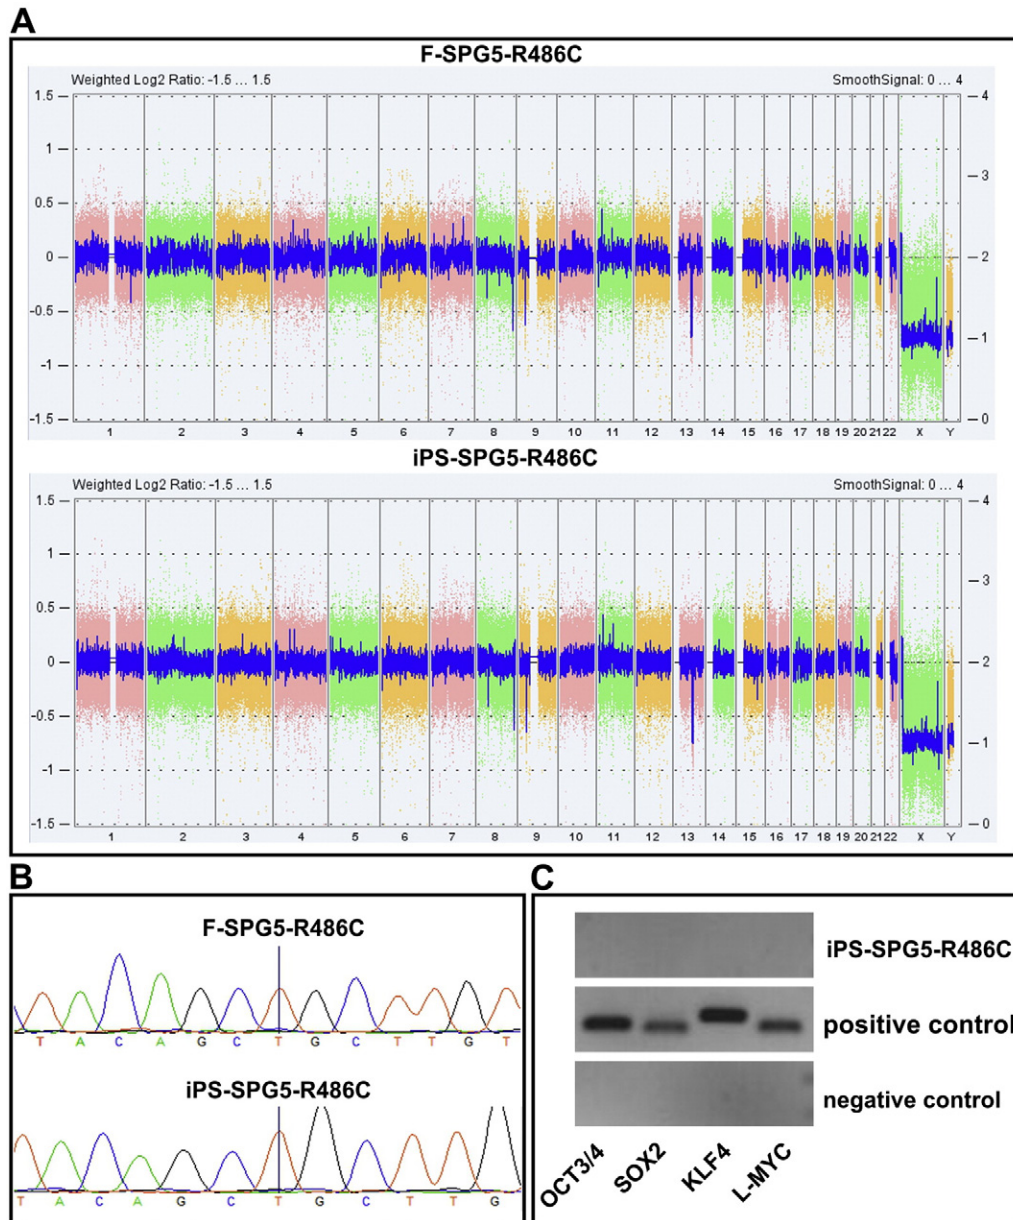 A
F-SPG5-R486C
Weighted Log2 Ratio: -1.5 ... 1.5 SmoothSignal: 0 ... 4
1.5 4
1 3
0.5
0 2
-0.5
1
-1
-1.5 0
1 2 3 4 5 6 7 8 9 10 11 12 13 14 15 16 17 18 19 20 21 22 X Y
iPS-SPG5-R486C
Weighted Log2 Ratio: -1.5 ... 1.5 SmoothSignal: 0 ... 4
1.5 4
1 3
0.5
0 2
-0.5
1
-1
-1.5 0
1 2 3 4 5 6 7 8 9 10 11 12 13 14 15 16 17 18 19 20 21 22 X Y
B
F-SPG5-R486C
T A C A G C T G C T T G T
iPS-SPG5-R486C
T A C A G C T G C T T G
C
iPS-SPG5-R486C
positive control
negative control
OCT3/4 SOX2 KLF4 L-MYC